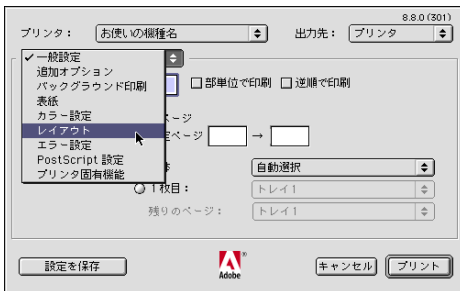 8.8.0 (301)
プリンタ： お使いの機種名 出力先： プリンタ
✓一般設定
追加オプション
バックグラウンド印刷
表紙
カラー設定
レイアウト
エラー設定
PostScript 設定
プリンタ固有機能
部単位で印刷 逆順で印刷
ページ
ページ →
自動選択
1 枚目： トレイ1
残りのページ： トレイ1
設定を保存 Adobe キャンセル プリント